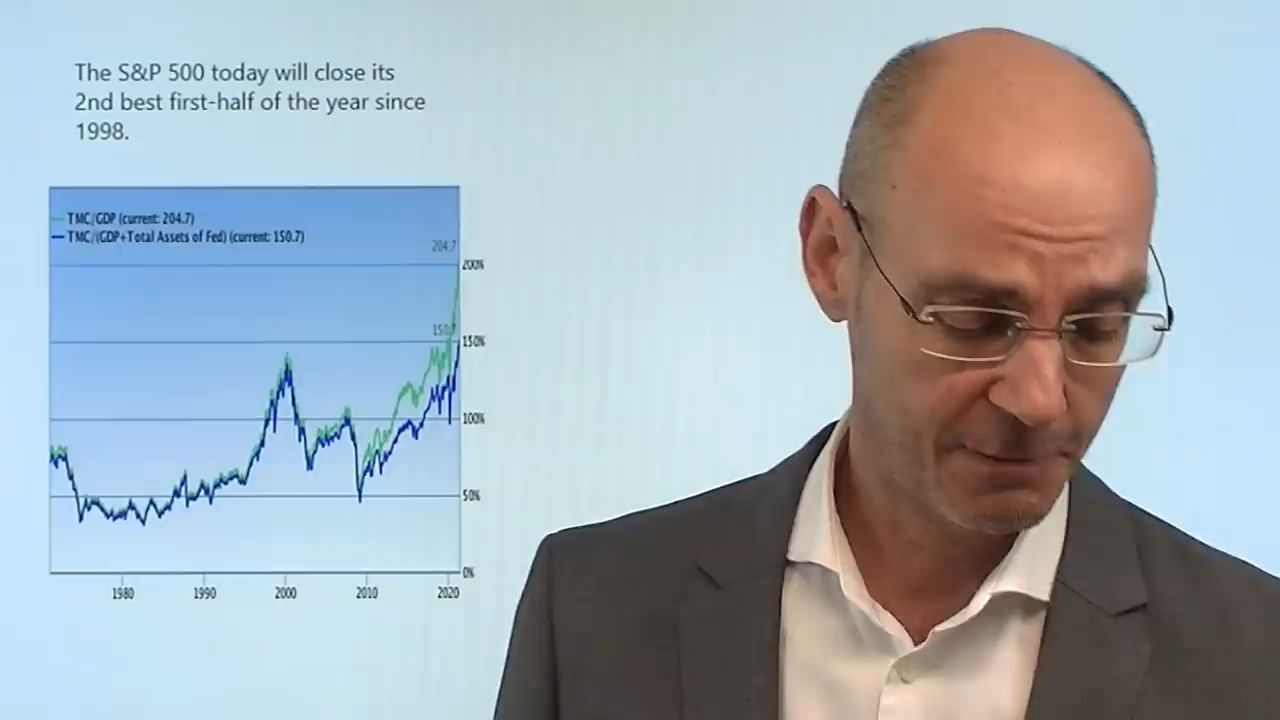 The S&P 500 today will close its
2nd best first-half of the year since
1998.
TMC/GDP (current: 204.7)
TMC/(GDP+Total Assets of Fed) (current: 150.7)
204.7
200%
150.7
150%
100%
50%
0%
1980 1990 2000 2010 2020